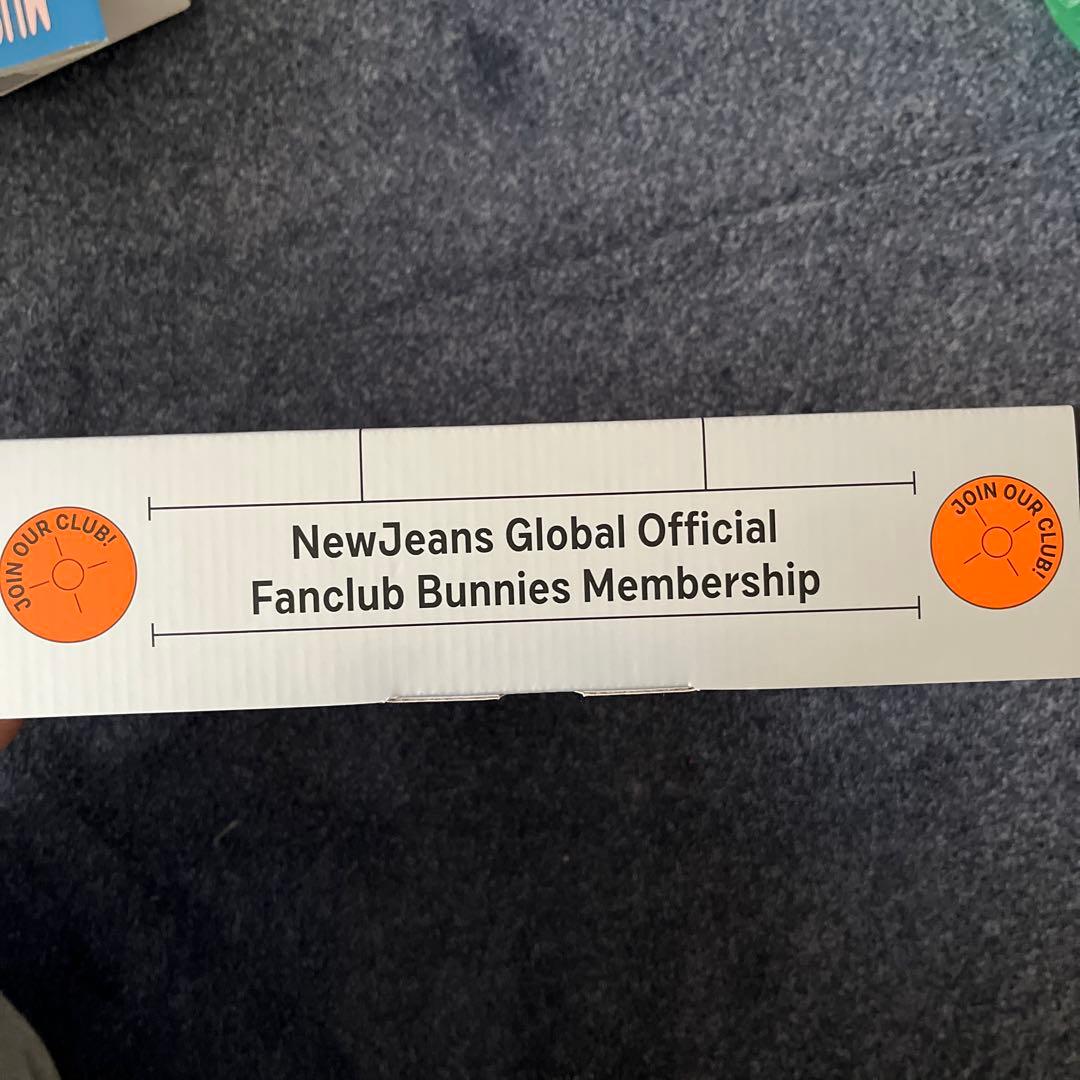 JOIN OUR CLUB!
NewJeans Global Official
Fanclub Bunnies Membership
JOIN OUR CLUB!